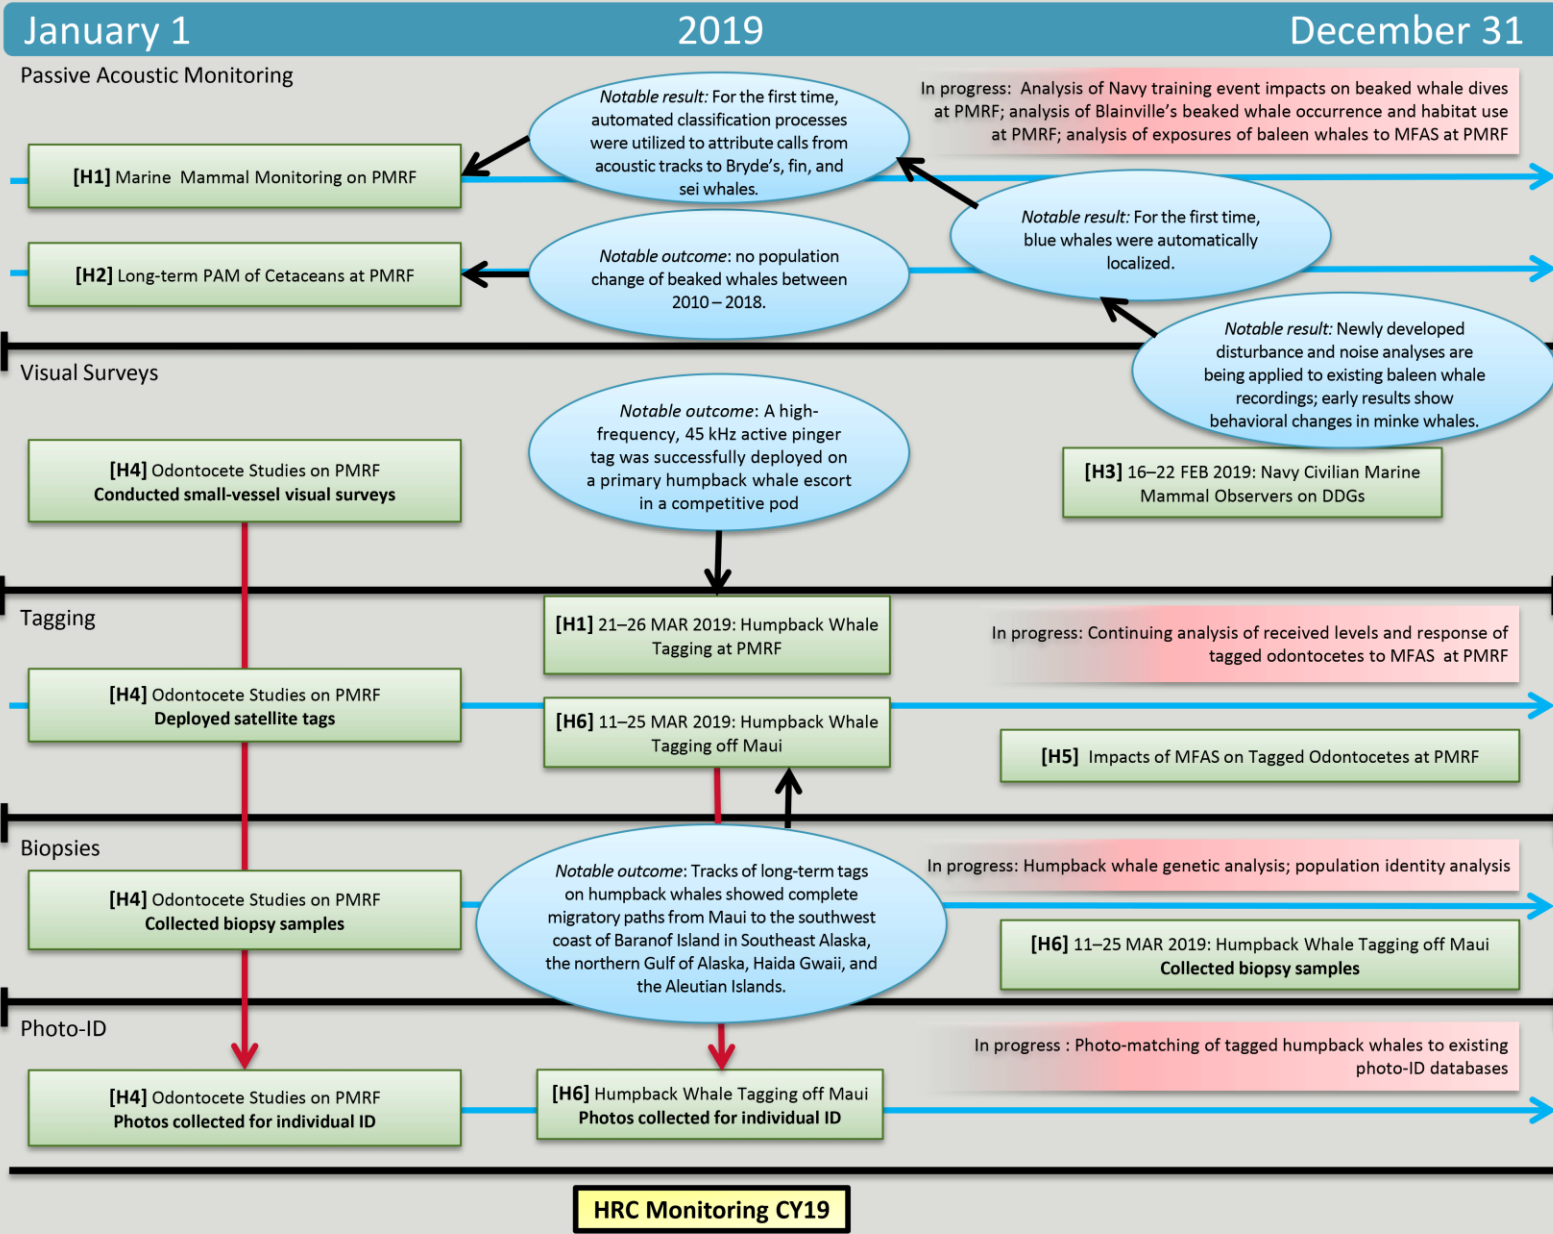 January 1
2019
December 31
Passive Acoustic Monitoring
Notable result: For the first time,
automated classification processes
were utilized to attribute calls from
acoustic tracks to Bryde's, fin, and
sei whales.
In progress: Analysis of Navy training event impacts on beaked whale dives
at PMRF; analysis of Blainville's beaked whale occurrence and habitat use
at PMRF; analysis of exposures of baleen whales to MFAS at PMRF
[H1] Marine Mammal Monitoring on PMRF
Notable result: For the first time,
blue whales were automatically
localized.
[H2] Long-term PAM of Cetaceans at PMRF
Notable outcome: no population
change of beaked whales between
2010 – 2018.
Notable result: Newly developed
disturbance and noise analyses are
being applied to existing baleen whale
recordings; early results show
behavioral changes in minke whales.
Visual Surveys
Notable outcome: A high-
frequency, 45 kHz active pinger
tag was successfully deployed on
a primary humpback whale escort
in a competitive pod
[H4] Odontocete Studies on PMRF
Conducted small-vessel visual surveys
[H3] 16–22 FEB 2019: Navy Civilian Marine
Mammal Observers on DDGs
Tagging
[H1] 21–26 MAR 2019: Humpback Whale
Tagging at PMRF
In progress: Continuing analysis of received levels and response of
tagged odontocetes to MFAS at PMRF
[H4] Odontocete Studies on PMRF
Deployed satellite tags
[H6] 11–25 MAR 2019: Humpback Whale
Tagging off Maui
[H5] Impacts of MFAS on Tagged Odontocetes at PMRF
Biopsies
Notable outcome: Tracks of long-term tags
on humpback whales showed complete
migratory paths from Maui to the southwest
coast of Baranof Island in Southeast Alaska,
the northern Gulf of Alaska, Haida Gwaii, and
the Aleutian Islands.
In progress: Humpback whale genetic analysis; population identity analysis
[H4] Odontocete Studies on PMRF
Collected biopsy samples
[H6] 11–25 MAR 2019: Humpback Whale Tagging off Maui
Collected biopsy samples
Photo-ID
In progress : Photo-matching of tagged humpback whales to existing
photo-ID databases
[H4] Odontocete Studies on PMRF
Photos collected for individual ID
[H6] Humpback Whale Tagging off Maui
Photos collected for individual ID
HRC Monitoring CY19